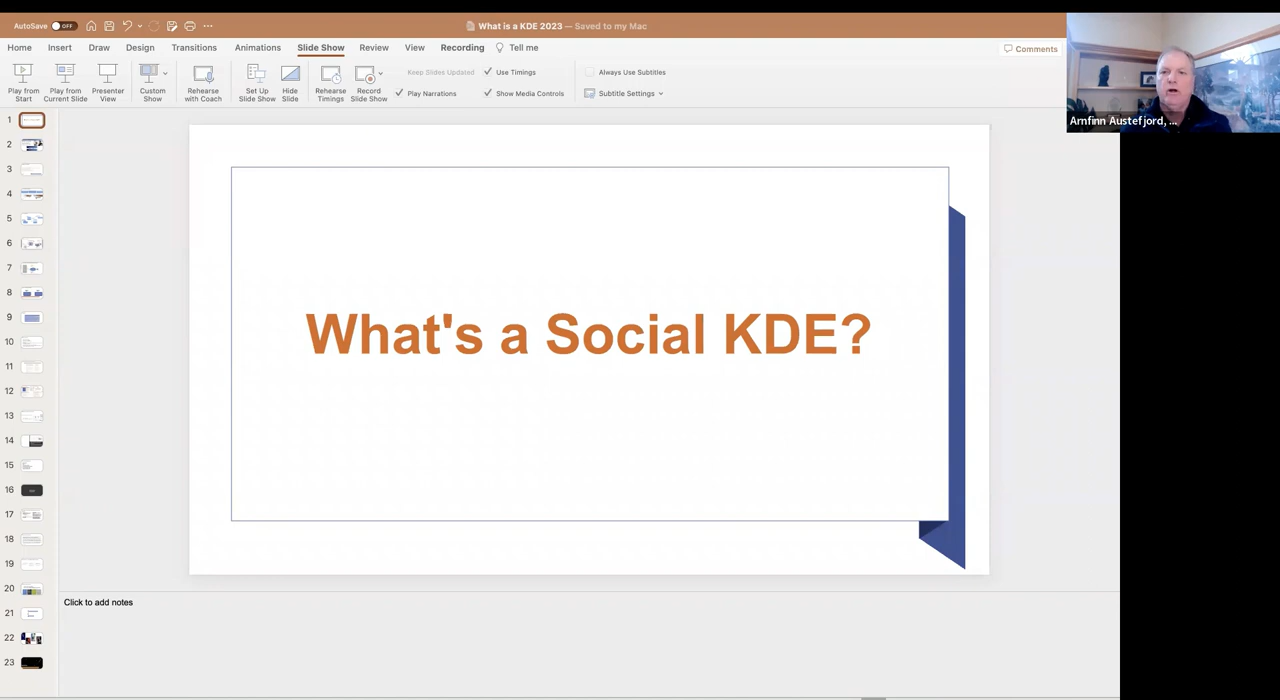 AutoSave OFF What is a KDE 2023 — Saved to my Mac
Home Insert Draw Design Transitions Animations Slide Show Review View Recording Tell me Comments
Play from Start
Play from Current Slide
Presenter View
Custom Show
Rehearse with Coach
Set Up Slide Show
Hide Slide
Rehearse Timings
Record Slide Show
Keep Slides Updated
Play Narrations
Use Timings
Show Media Controls
Always Use Subtitles
Subtitle Settings
Arnfinn Austefjord, ...
1
2
3
4
5
6
7
8
9
10
11
12
13
14
15
16
17
18
19
20
21
22
23
What's a Social KDE?
Click to add notes